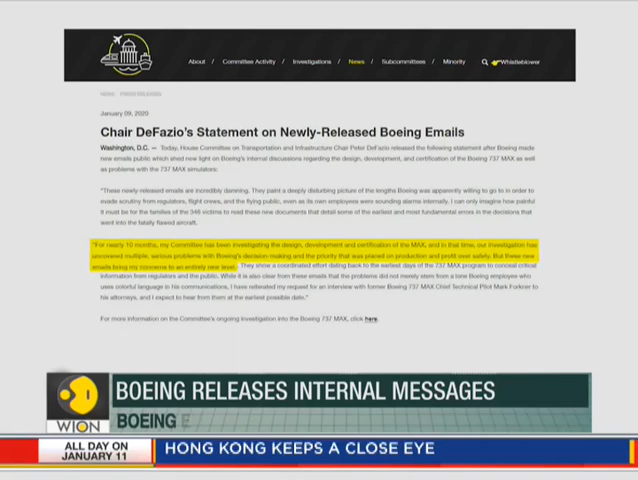 About / Committee Activity / Investigations / News / Subcommittees / Minority Whistleblower
NEWS PRESS RELEASES
January 09, 2020
Chair DeFazio's Statement on Newly-Released Boeing Emails
Washington, D.C. — Today, House Committee on Transportation and Infrastructure Chair Peter DeFazio released the following statement after Boeing made
new emails public which shed new light on Boeing's internal discussions regarding the design, development, and certification of the 737 MAX as well
as problems with the 737 MAX simulators:
"These newly-released emails are incredibly damning. They paint a deeply disturbing picture of the lengths Boeing was apparently willing to go to in order to
evade scrutiny from regulators, flight crews, and the flying public, even as its own employees were sounding alarms internally. I can only imagine how painful
it must be for the families of the 346 victims to read these new documents that detail some of the earliest and most fundamental errors in the decisions that
went into the fatally flawed aircraft.
"For nearly 10 months, my Committee has been investigating the design, development and certification of the MAX, and in that time, our investigation has
uncovered multiple, various problems with Boeing's decision-making and the priority that was placed on production and profit over safety. But these new
emails bring my concerns to an entirely new level. They show a coordinated effort dating back to the earliest days of the 737 MAX program to conceal critical
information from regulators and the public. While it is also clear from these emails that the problems did not merely stem from a lone Boeing employee who
uses colorful language in his communications, I have reiterated my request for an interview with former Boeing 737 MAX Chief Technical Pilot Mark Forkner to
his attorneys, and I expect to hear from them at the earliest possible date."
For more information on the Committee's ongoing investigation into the Boeing 737 MAX, click here.
BOEING RELEASES INTERNAL MESSAGES
WION
BOEING E
ALL DAY ON
JANUARY 11
HONG KONG KEEPS A CLOSE EYE